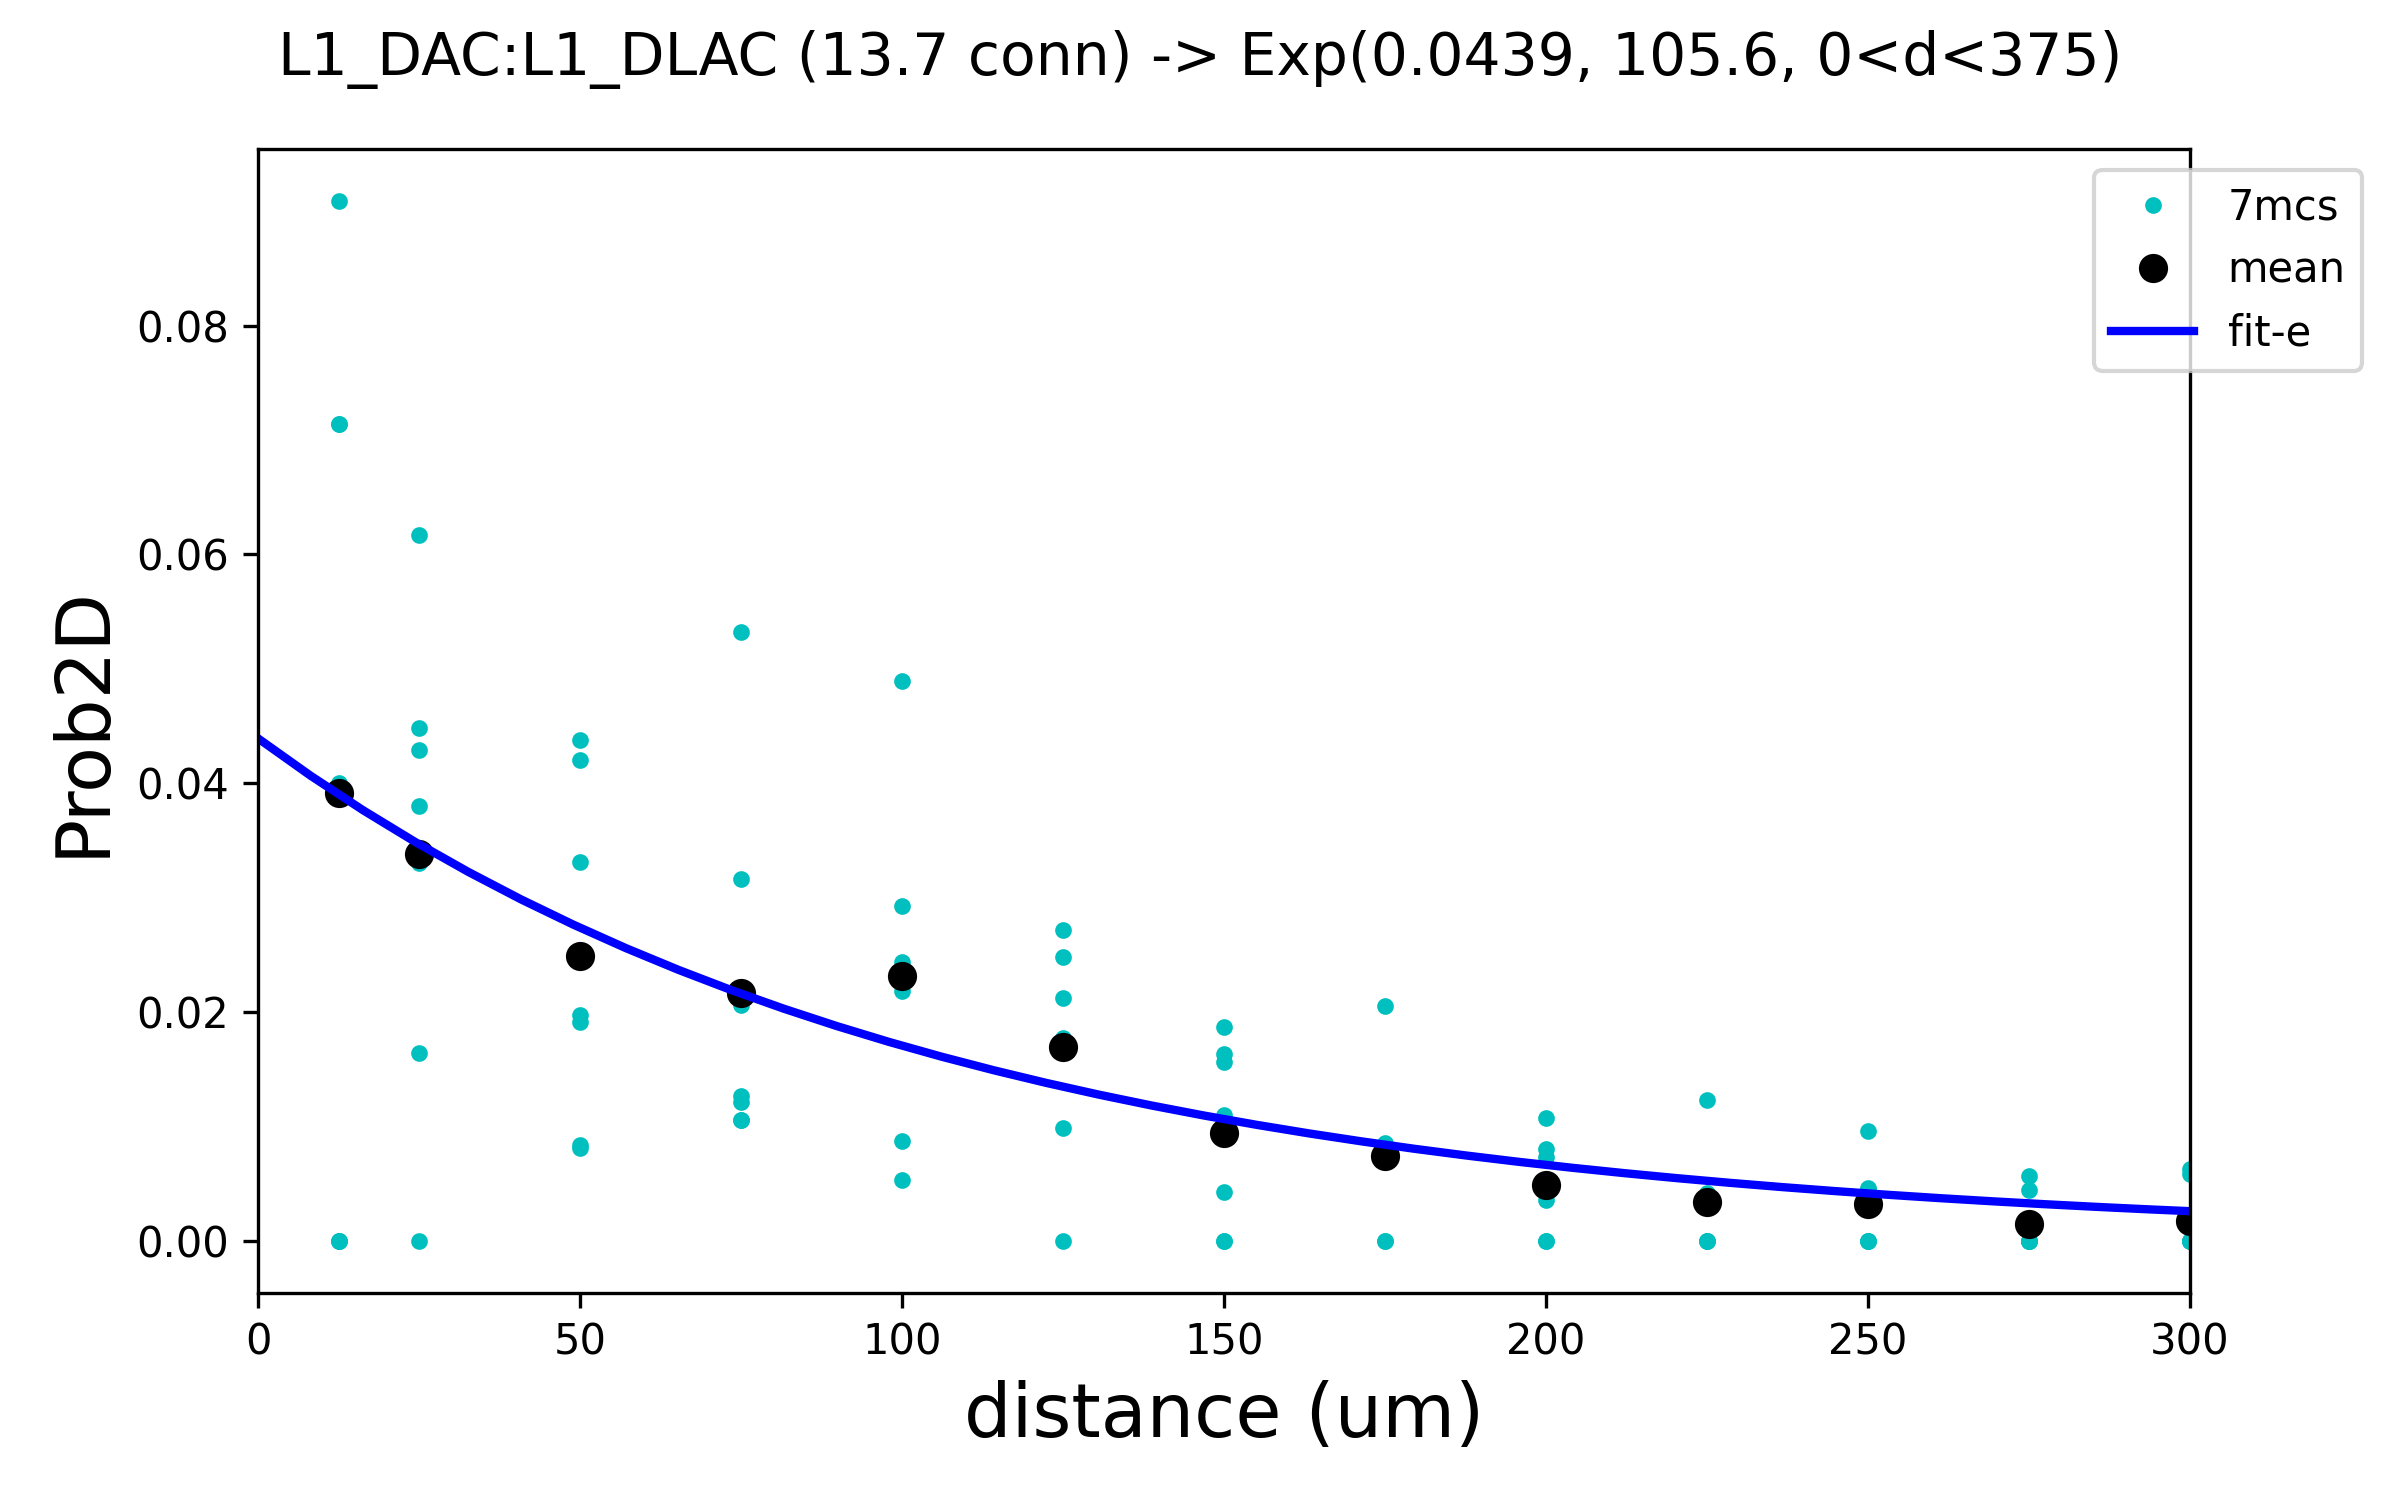 L1_DAC:L1_DLAC (13.7 conn) -> Exp(0.0439, 105.6, 0<d<375)
7mcs
mean
fit-e
0.08
0.06
0.04
0.02
0.00
Prob2D
0 50 100 150 200 250 300
distance (um)